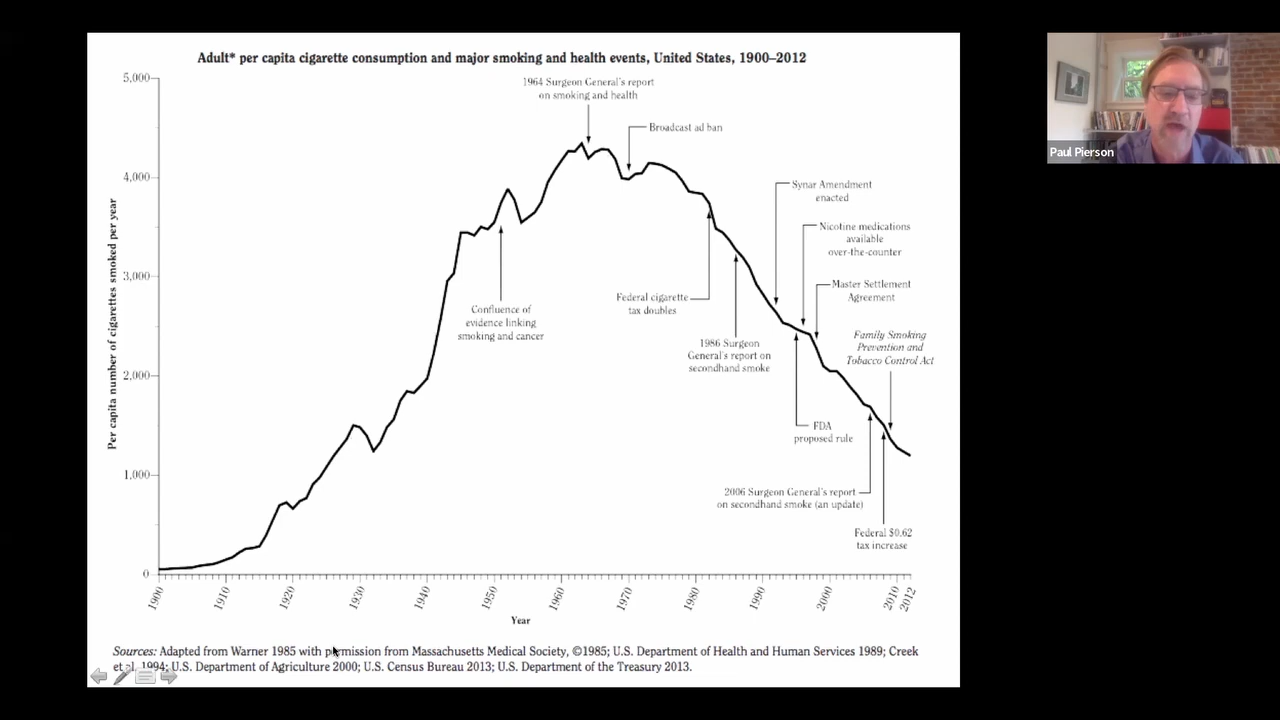 Adult* per capita cigarette consumption and major smoking and health events, United States, 1900–2012
5,000
4,000
3,000
2,000
1,000
0
Per capita number of cigarettes smoked per year
1964 Surgeon General's report
on smoking and health
Broadcast ad ban
Synar Amendment
enacted
Nicotine medications
available
over-the-counter
Master Settlement
Agreement
Family Smoking
Prevention and
Tobacco Control Act
Confluence of
evidence linking
smoking and cancer
Federal cigarette
tax doubles
1986 Surgeon
General's report on
secondhand smoke
FDA
proposed rule
2006 Surgeon General's report
on secondhand smoke (an update)
Federal $0.62
tax increase
1900
1910
1920
1930
1940
1950
1960
1970
1980
1990
2000
2010
2012
Year
Sources: Adapted from Warner 1985 with permission from Massachusetts Medical Society, ©1985; U.S. Department of Health and Human Services 1989; Creek
et al. 1994; U.S. Department of Agriculture 2000; U.S. Census Bureau 2013; U.S. Department of the Treasury 2013.
Paul Pierson